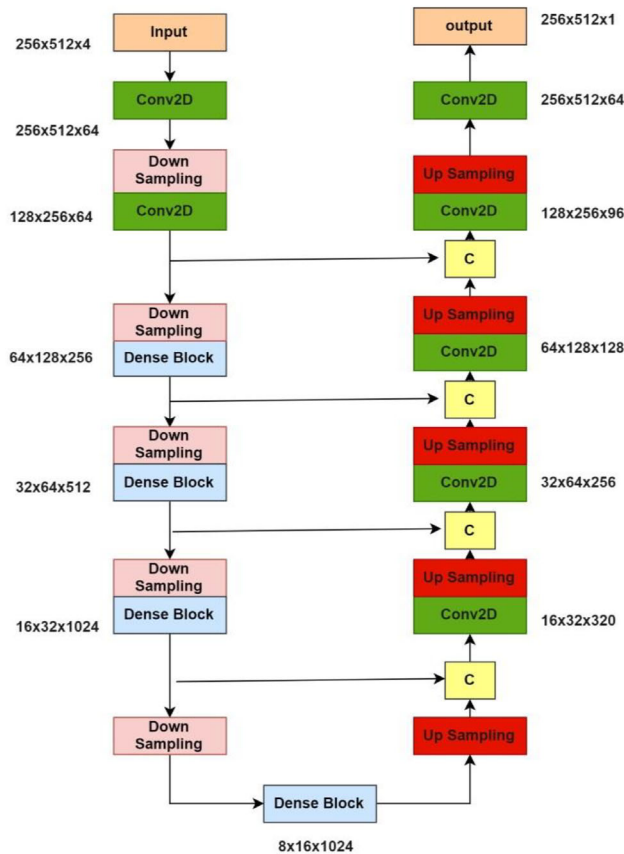 Input
256x512x4
Conv2D
256x512x64
Down
Sampling
128x256x64
Conv2D
Down
Sampling
64x128x256
Dense Block
Down
Sampling
32x64x512
Dense Block
Down
Sampling
16x32x1024
Dense Block
Down
Sampling
Dense Block
8x16x1024
Up Sampling
C
Up Sampling
Conv2D
16x32x320
C
Up Sampling
Conv2D
32x64x256
C
Up Sampling
Conv2D
64x128x128
C
Up Sampling
Conv2D
128x256x96
Conv2D
256x512x64
output
256x512x1